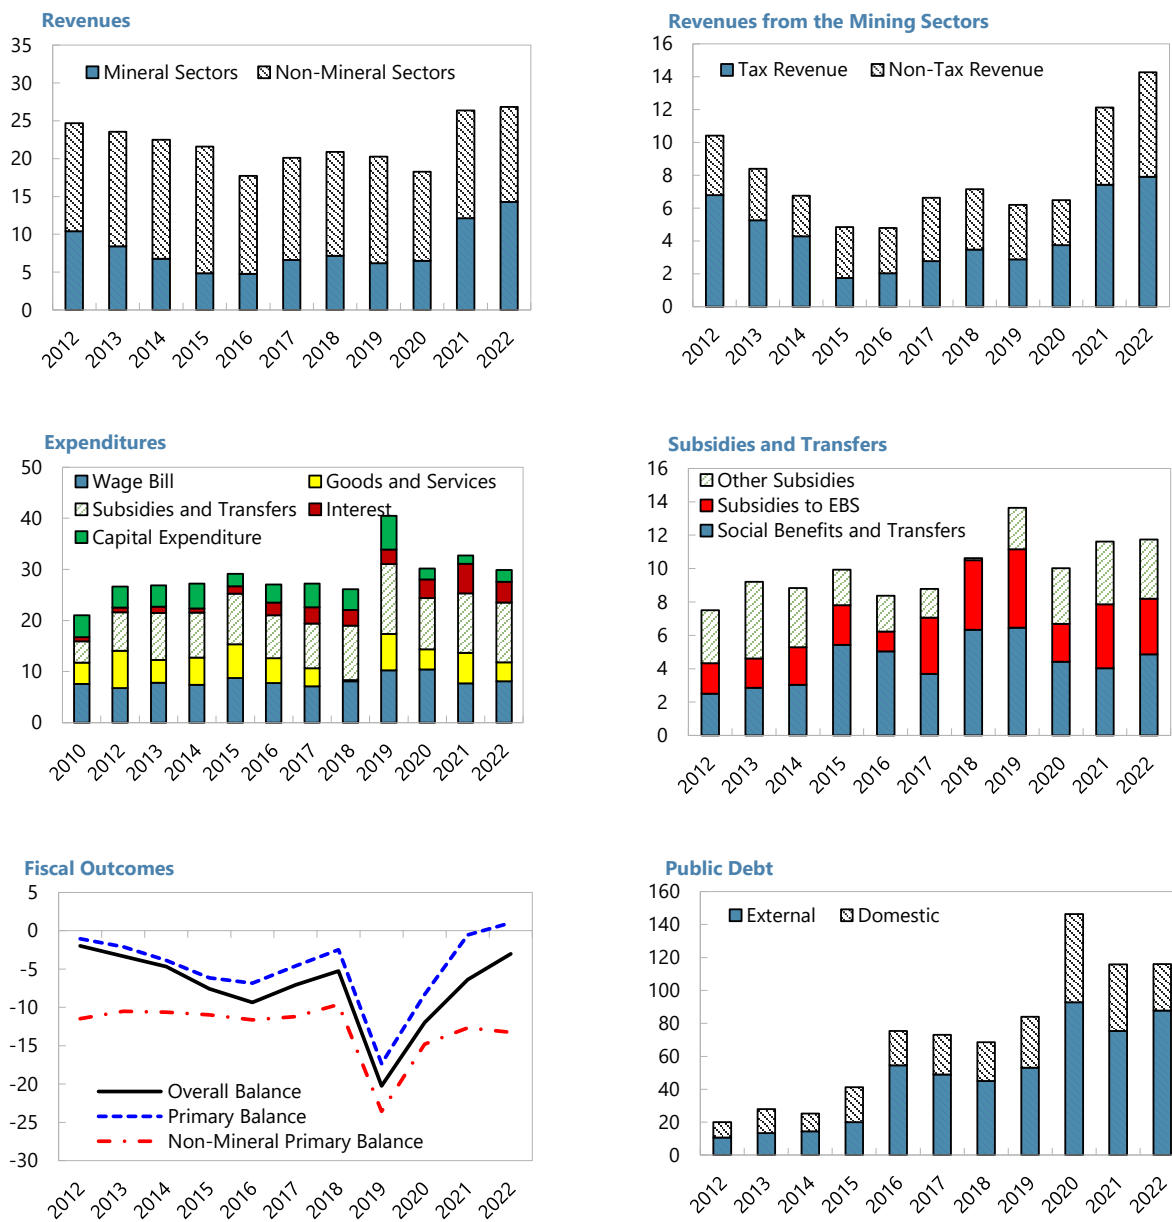 Revenues
35
30
25
20
15
10
5
0
Mineral Sectors Non-Mineral Sectors
2012 2013 2014 2015 2016 2017 2018 2019 2020 2021 2022
Revenues from the Mining Sectors
16
14
12
10
8
6
4
2
0
Tax Revenue Non-Tax Revenue
2012 2013 2014 2015 2016 2017 2018 2019 2020 2021 2022
Expenditures
50
40
30
20
10
0
Wage Bill Goods and Services
Subsidies and Transfers Interest
Capital Expenditure
2010 2012 2013 2014 2015 2016 2017 2018 2019 2020 2021 2022
Subsidies and Transfers
16
14
12
10
8
6
4
2
0
Other Subsidies
Subsidies to EBS
Social Benefits and Transfers
2012 2013 2014 2015 2016 2017 2018 2019 2020 2021 2022
Fiscal Outcomes
5
0
-5
-10
-15
-20
-25
-30
Overall Balance
Primary Balance
Non-Mineral Primary Balance
2012 2013 2014 2015 2016 2017 2018 2019 2020 2021 2022
Public Debt
160
140
120
100
80
60
40
20
0
External Domestic
2012 2013 2014 2015 2016 2017 2018 2019 2020 2021 2022